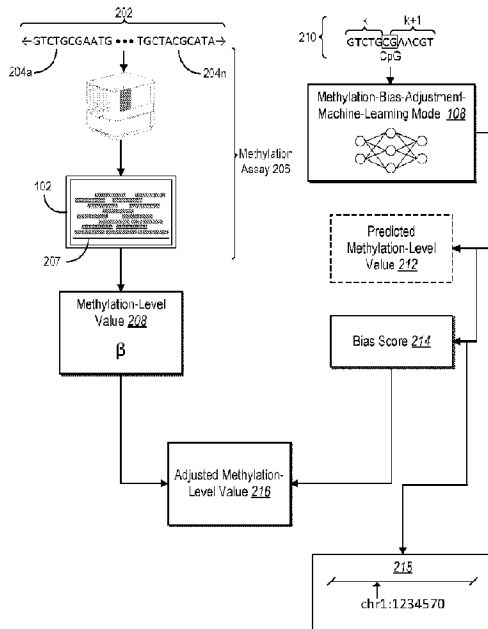 202
GTCTGCGAATG ••• TGCTACGCATA
204a
204n
Methylation
Assay 206
102
207
Methylation-Level
Value 208
β
210
k
k+1
GTCTGCGAACGT
CpG
Methylation-Bias-Adjustment-
Machine-Learning Mode 108
Predicted
Methylation-Level
Value 212
Bias Score 214
Adjusted Methylation-
Level Value 216
218
chr1:1234570